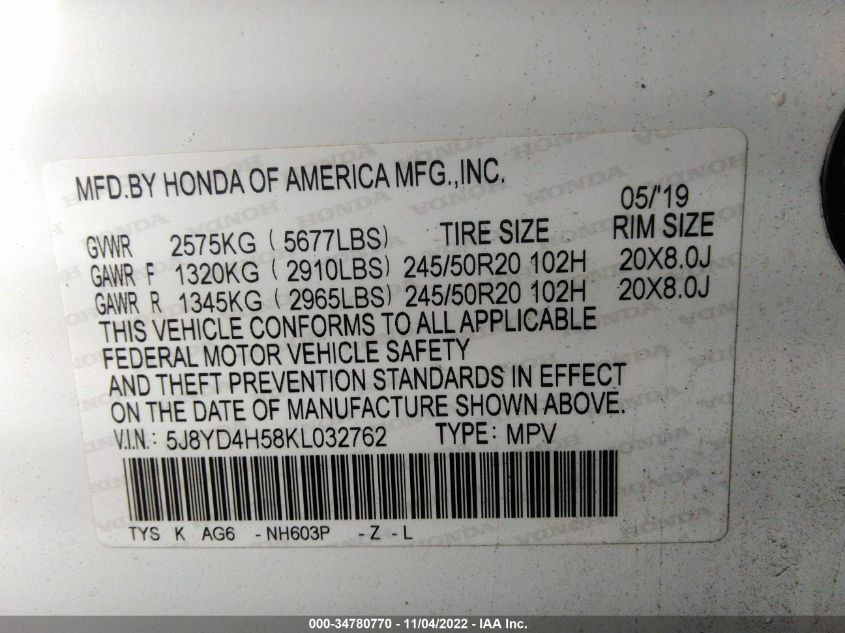 MFD.BY HONDA OF AMERICA MFG.,INC.
05/'19
GVWR 2575KG ( 5677LBS) TIRE SIZE RIM SIZE
GAWR F 1320KG ( 2910LBS) 245/50R20 102H 20X8.0J
GAWR R 1345KG ( 2965LBS) 245/50R20 102H 20X8.0J
THIS VEHICLE CONFORMS TO ALL APPLICABLE
FEDERAL MOTOR VEHICLE SAFETY
AND THEFT PREVENTION STANDARDS IN EFFECT
ON THE DATE OF MANUFACTURE SHOWN ABOVE.
V.I.N.: 5J8YD4H58KL032762 TYPE: MPV
TYS K AG6 -NH603P -Z-L
000-34780770 - 11/04/2022 - IAA Inc.